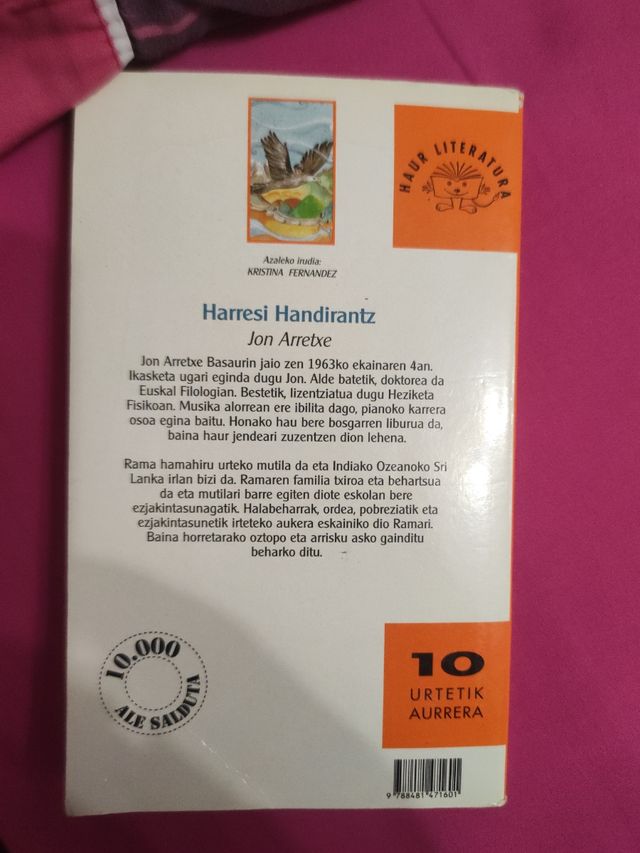 HAUR LITERATURA
Azaleko irudia:
KRISTINA FERNANDEZ
Harresi Handirantz
Jon Arretxe
Jon Arretxe Basaurin jaio zen 1963ko ekainaren 4an.
Ikasketa ugari eginda dugu Jon. Alde batetik, doktorea da
Euskal Filologian. Bestetik, lizentziatua dugu Heziketa
Fisikoan. Musika alorrean ere ibilita dago, pianoko karrera
osoa egina baitu. Honako hau bere bosgarren liburua da,
baina haur jendeari zuzentzen dion lehena.
Rama hamahiru urteko mutila da eta Indiako Ozeanoko Sri
Lanka irlan bizi da. Ramaren familia txiroa eta behartsua
da eta mutilari barre egiten diote eskolan bere
ezjakintasunagatik. Halabeharrak, ordea, pobreziatik eta
ezjakintasunetik irteteko aukera eskainiko dio Ramari.
Baina horretarako oztopo eta arrisku asko gainditu
beharko ditu.
10.000
ALE SALDUTA
10
URTETIK
AURRERA
9 788481 471601